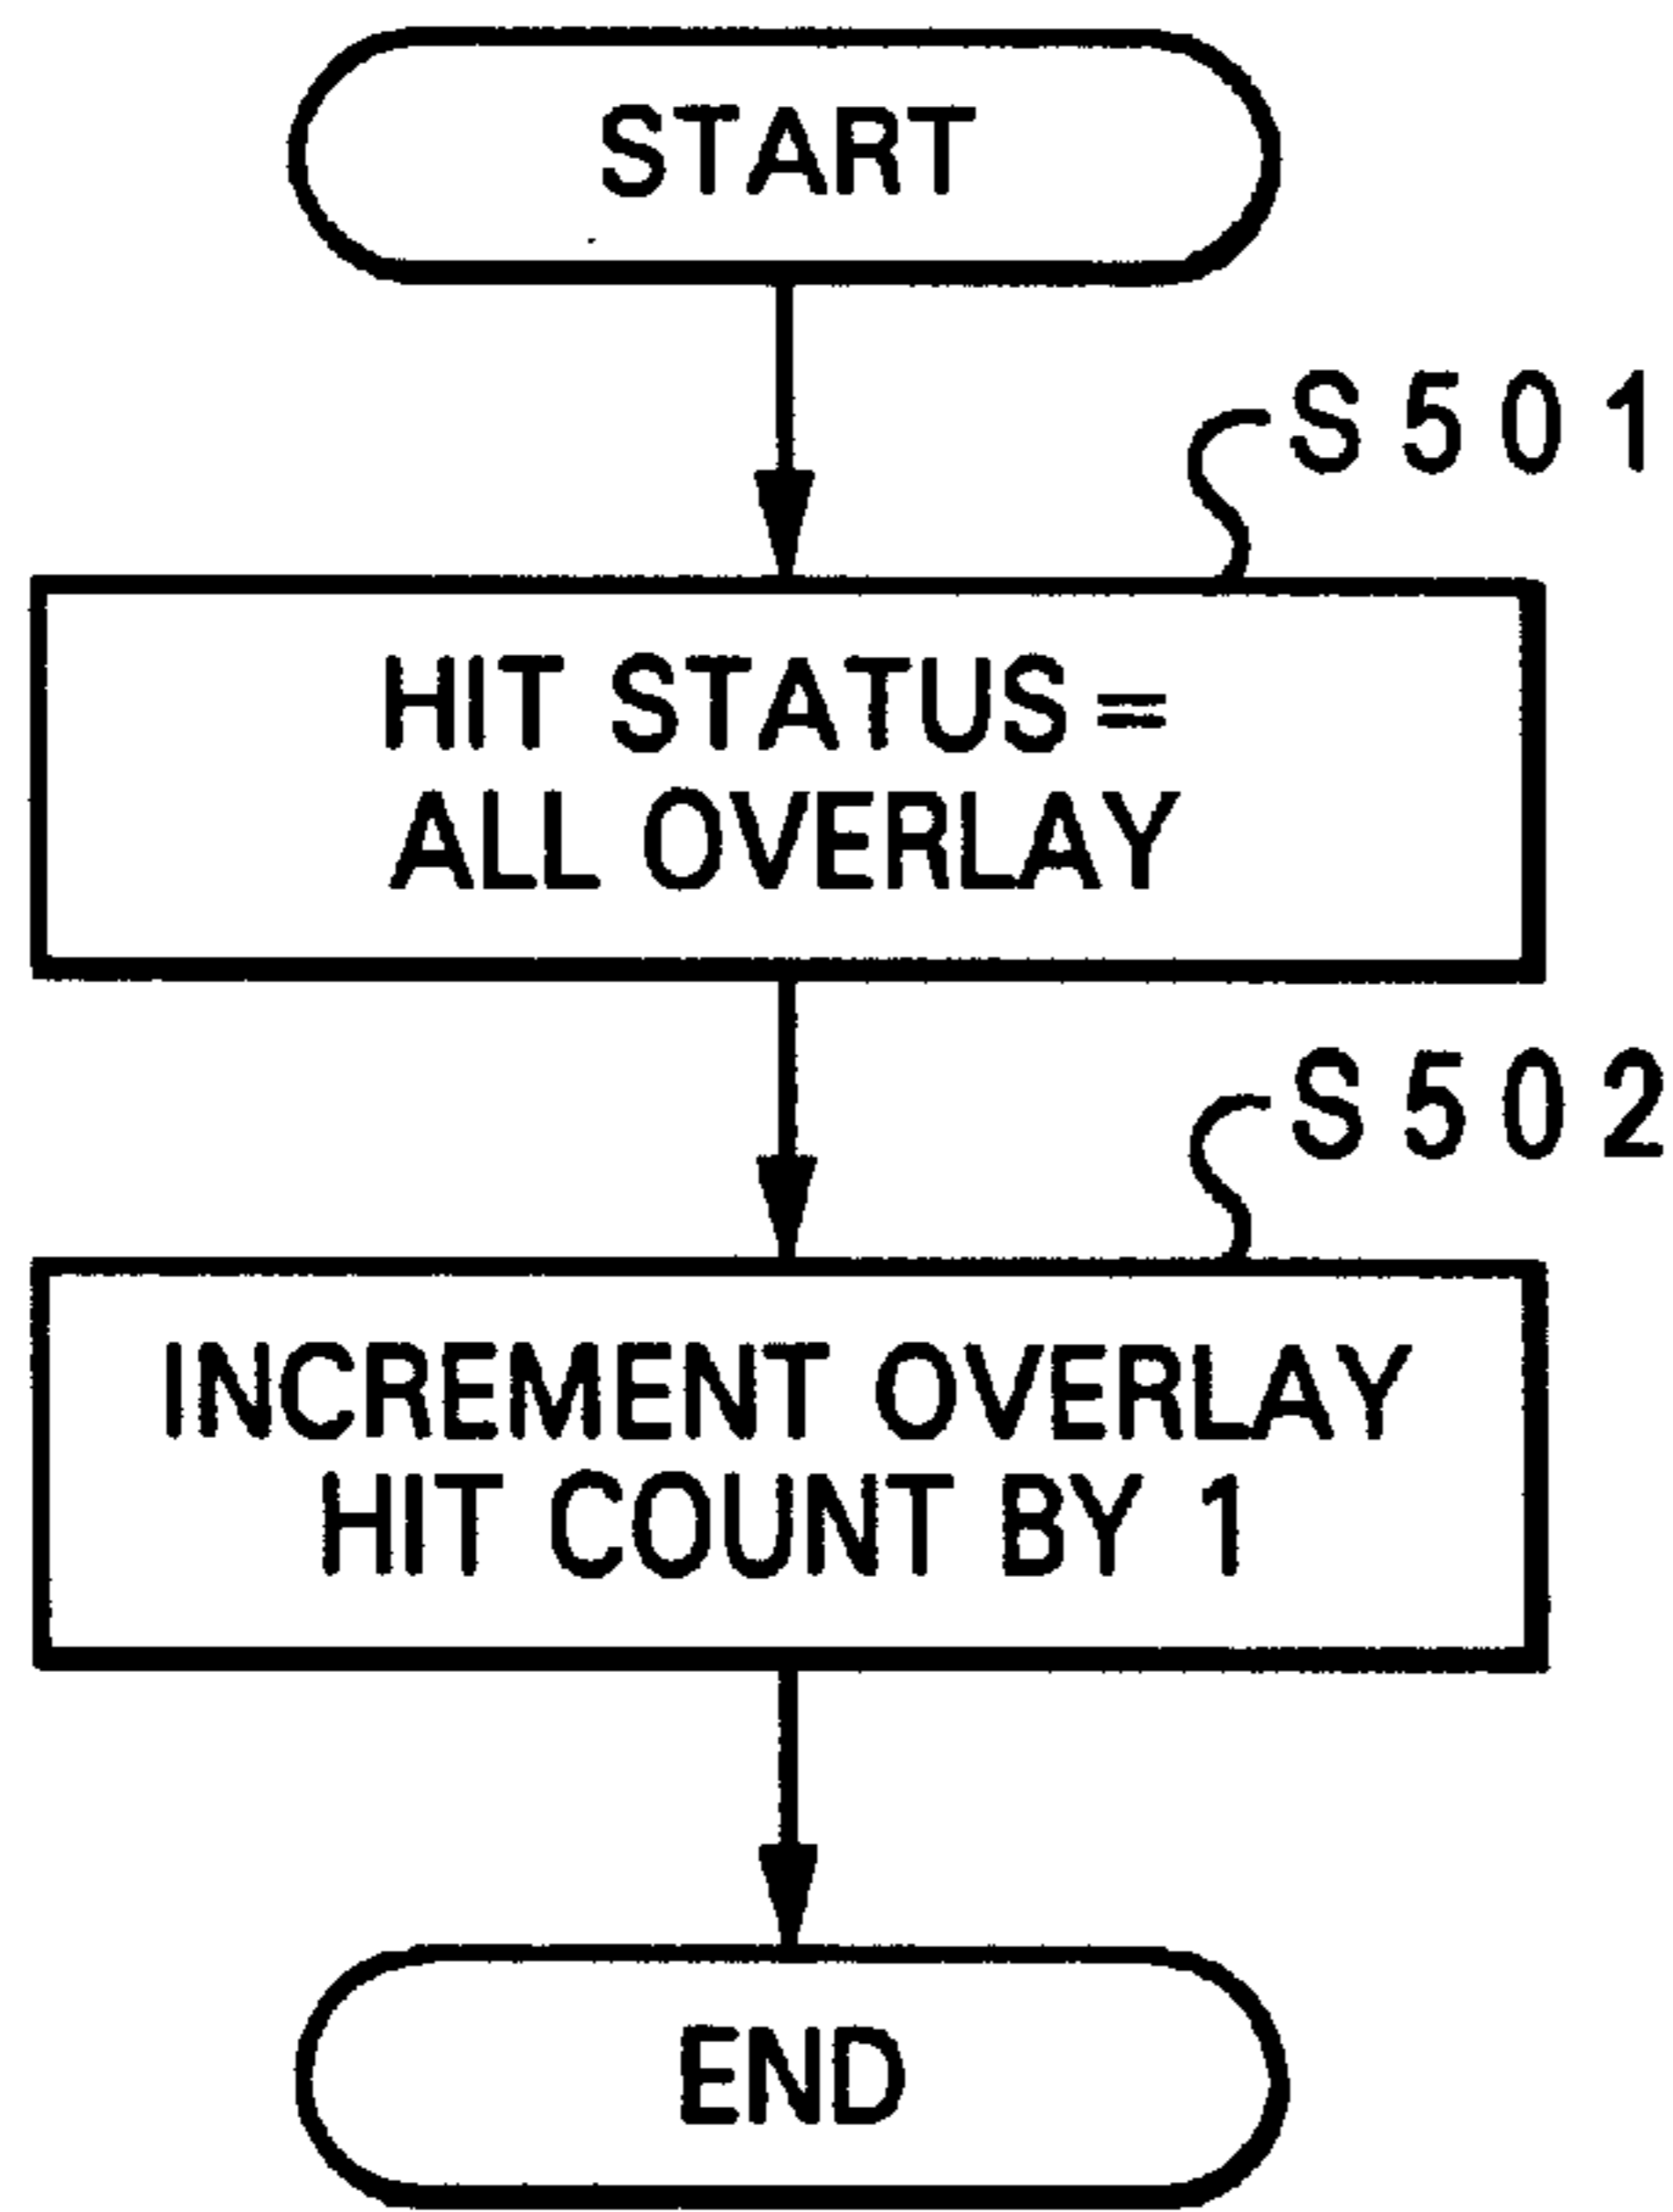 START
S501
HIT STATUS =
ALL OVERLAY
S502
INCREMENT OVERLAY
HIT COUNT BY 1
END